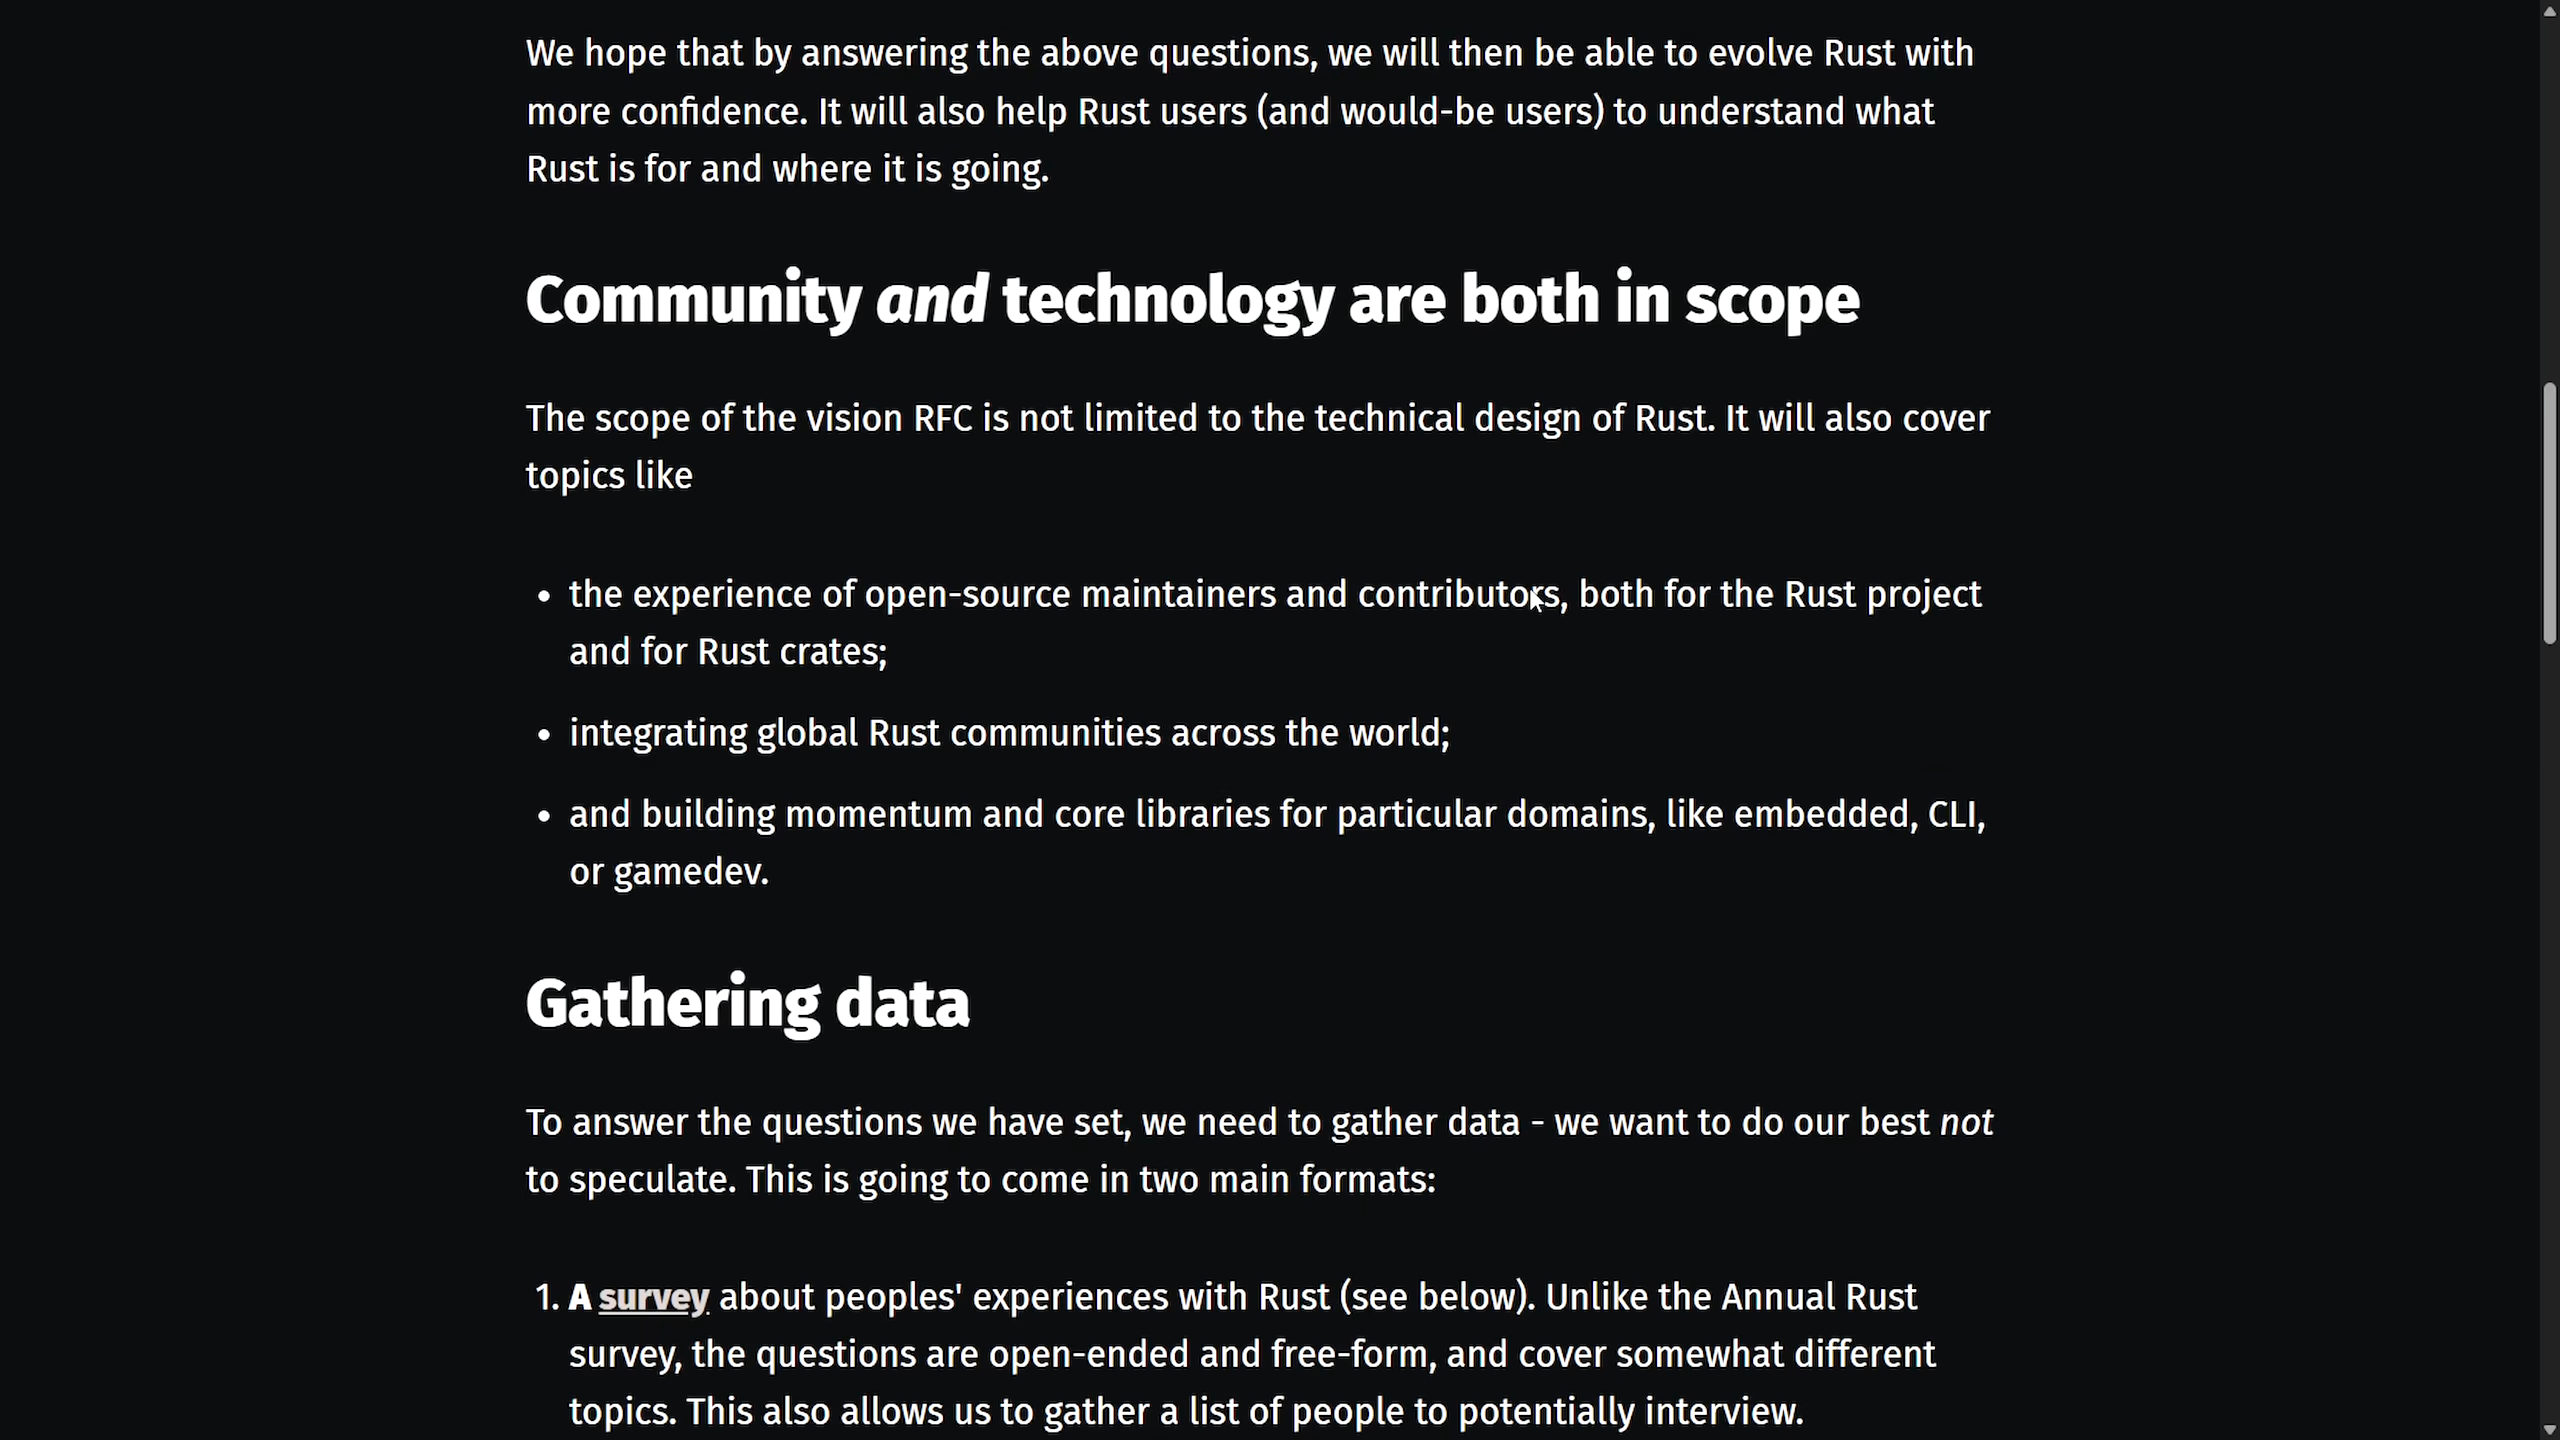 We hope that by answering the above questions, we will then be able to evolve Rust with
more confidence. It will also help Rust users (and would-be users) to understand what
Rust is for and where it is going.
Community and technology are both in scope
The scope of the vision RFC is not limited to the technical design of Rust. It will also cover
topics like
• the experience of open-source maintainers and contributors, both for the Rust project
and for Rust crates;
• integrating global Rust communities across the world;
• and building momentum and core libraries for particular domains, like embedded, CLI,
or gamedev.
Gathering data
To answer the questions we have set, we need to gather data - we want to do our best not
to speculate. This is going to come in two main formats:
1. A survey about peoples' experiences with Rust (see below). Unlike the Annual Rust
survey, the questions are open-ended and free-form, and cover somewhat different
topics. This also allows us to gather a list of people to potentially interview.